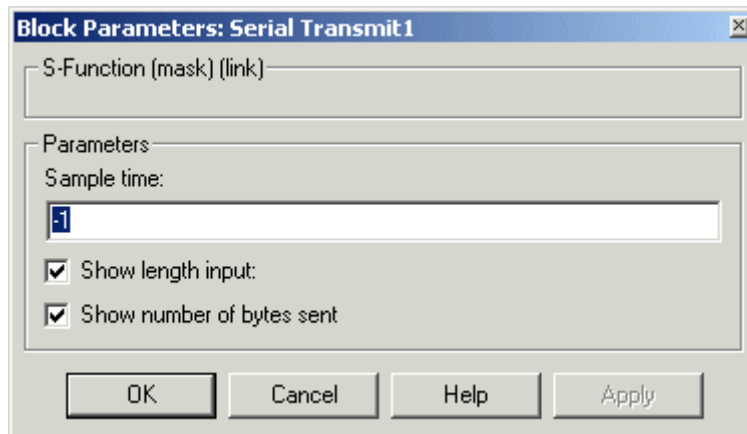 Block Parameters: Serial Transmit1
S-Function (mask) (link)
Parameters
Sample time:
-1
Show length input:
Show number of bytes sent
OK Cancel Help Apply